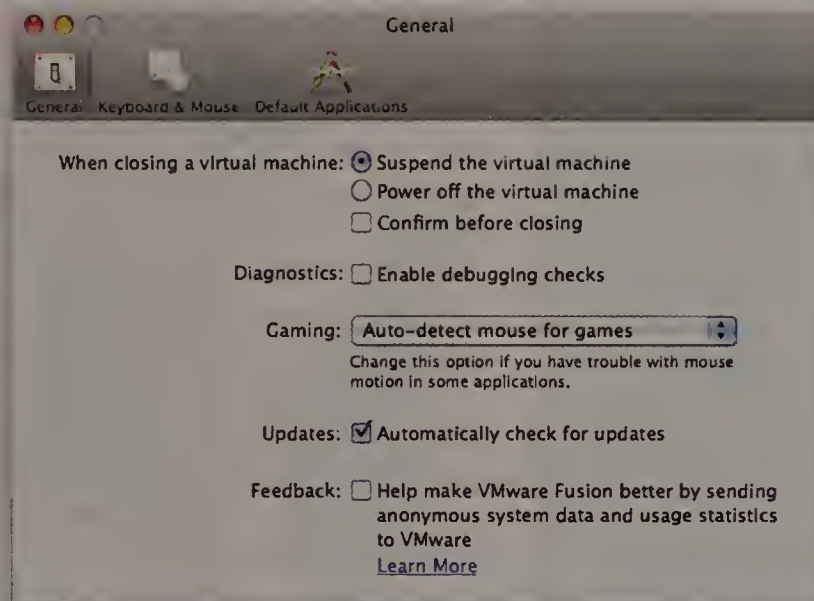 General
General Keyboard & Mouse Default Applications
When closing a virtual machine: Suspend the virtual machine
Power off the virtual machine
Confirm before closing
Diagnostics: Enable debugging checks
Gaming: Auto-detect mouse for games
Change this option if you have trouble with mouse
motion in some applications.
Updates: Automatically check for updates
Feedback: Help make VMware Fusion better by sending
anonymous system data and usage statistics
to VMware
Learn More